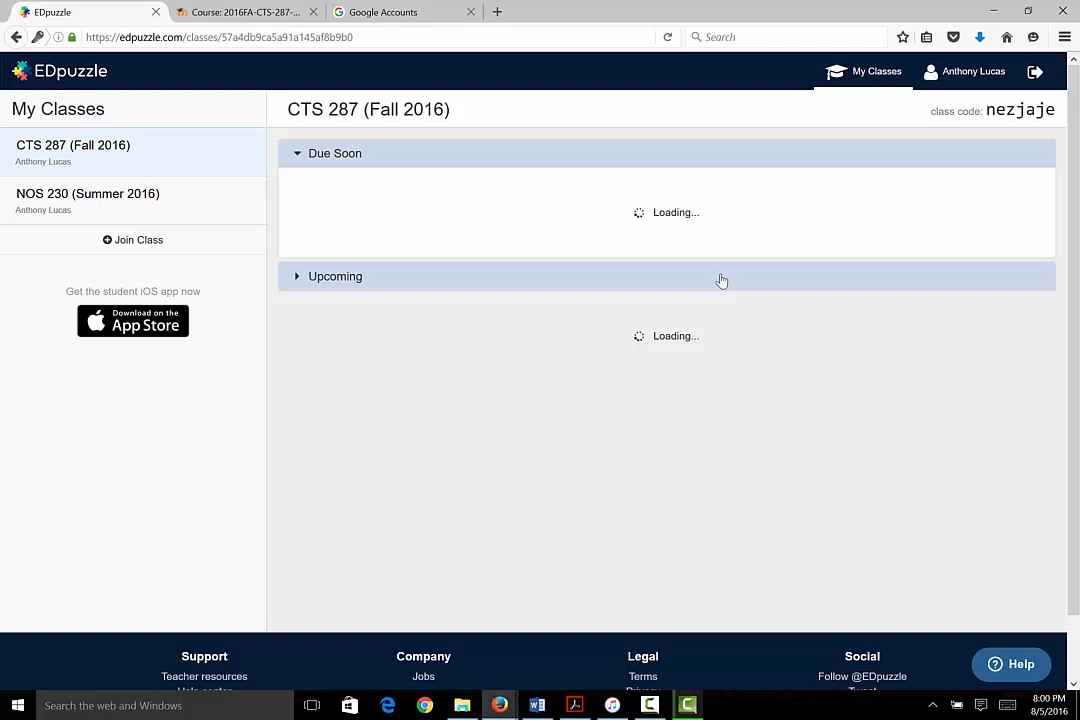 EDpuzzle
Course: 2016FA-CTS-287-...
Google Accounts
https://edpuzzle.com/classes/57a4db9ca5a91a145af8b9b0
Search
EDpuzzle
My Classes
Anthony Lucas
My Classes
CTS 287 (Fall 2016)
Anthony Lucas
NOS 230 (Summer 2016)
Anthony Lucas
Join Class
Get the student iOS app now
Download on the
App Store
CTS 287 (Fall 2016)
class code: nezjaje
Due Soon
Loading...
Upcoming
Loading...
Support
Company
Legal
Social
Teacher resources
Jobs
Terms
Follow @EDpuzzle
Help
Search the web and Windows
8:00 PM
8/5/2016